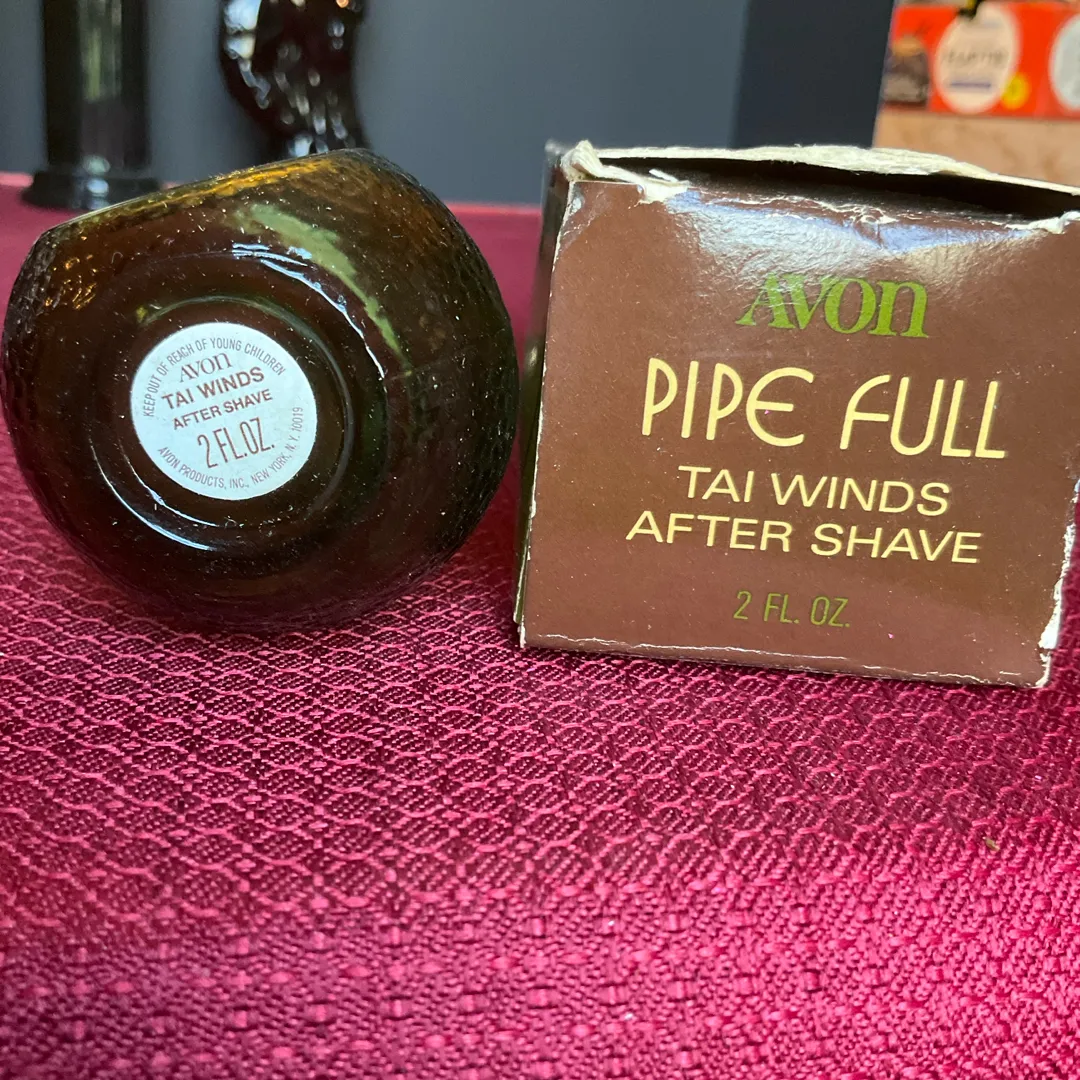 KEEP OUT OF REACH OF YOUNG CHILDREN
AVON
TAI WINDS
AFTER SHAVE
2 FL.OZ.
AVON PRODUCTS, INC., NEW YORK, N.Y. 10019
AVON
PIPE FULL
TAI WINDS
AFTER SHAVE
2 FL. OZ.